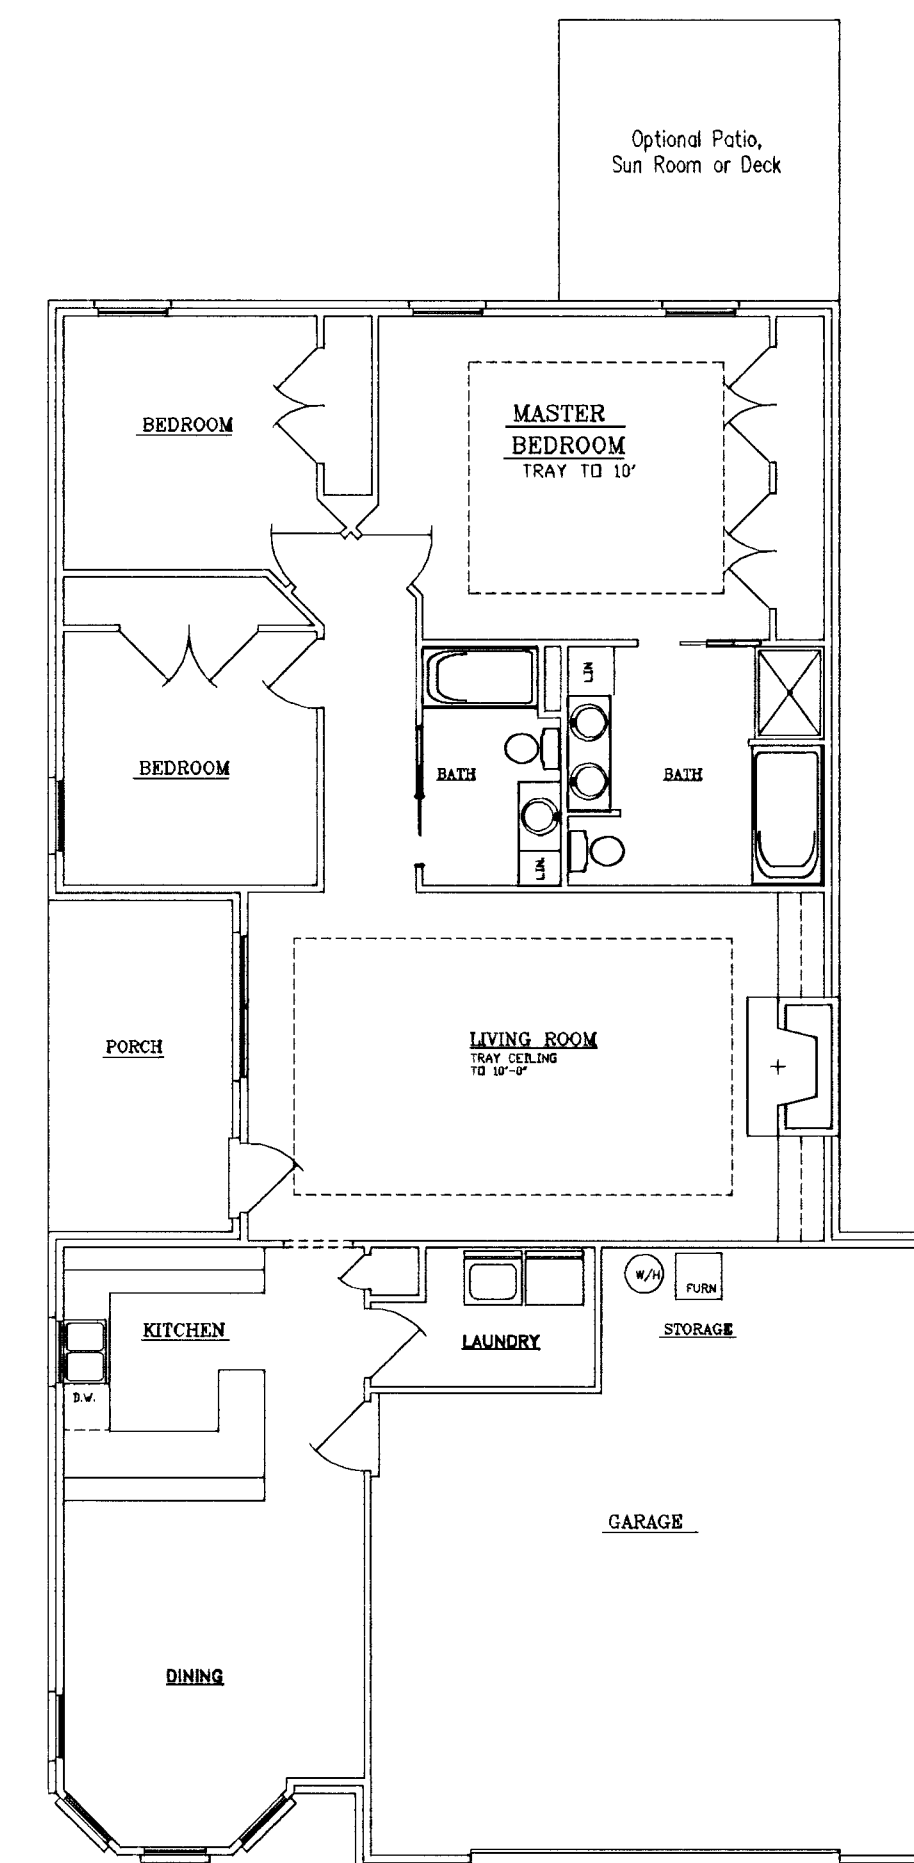 Optional Patio,
Sun Room or Deck
BEDROOM
MASTER
BEDROOM
TRAY TO 10'
BEDROOM
LIN
BATH
BATH
LIN.
PORCH
LIVING ROOM
TRAY CEILING
TO 10'-0"
KITCHEN
D.W.
LAUNDRY
W/H
FURN
STORAGE
GARAGE
DINING